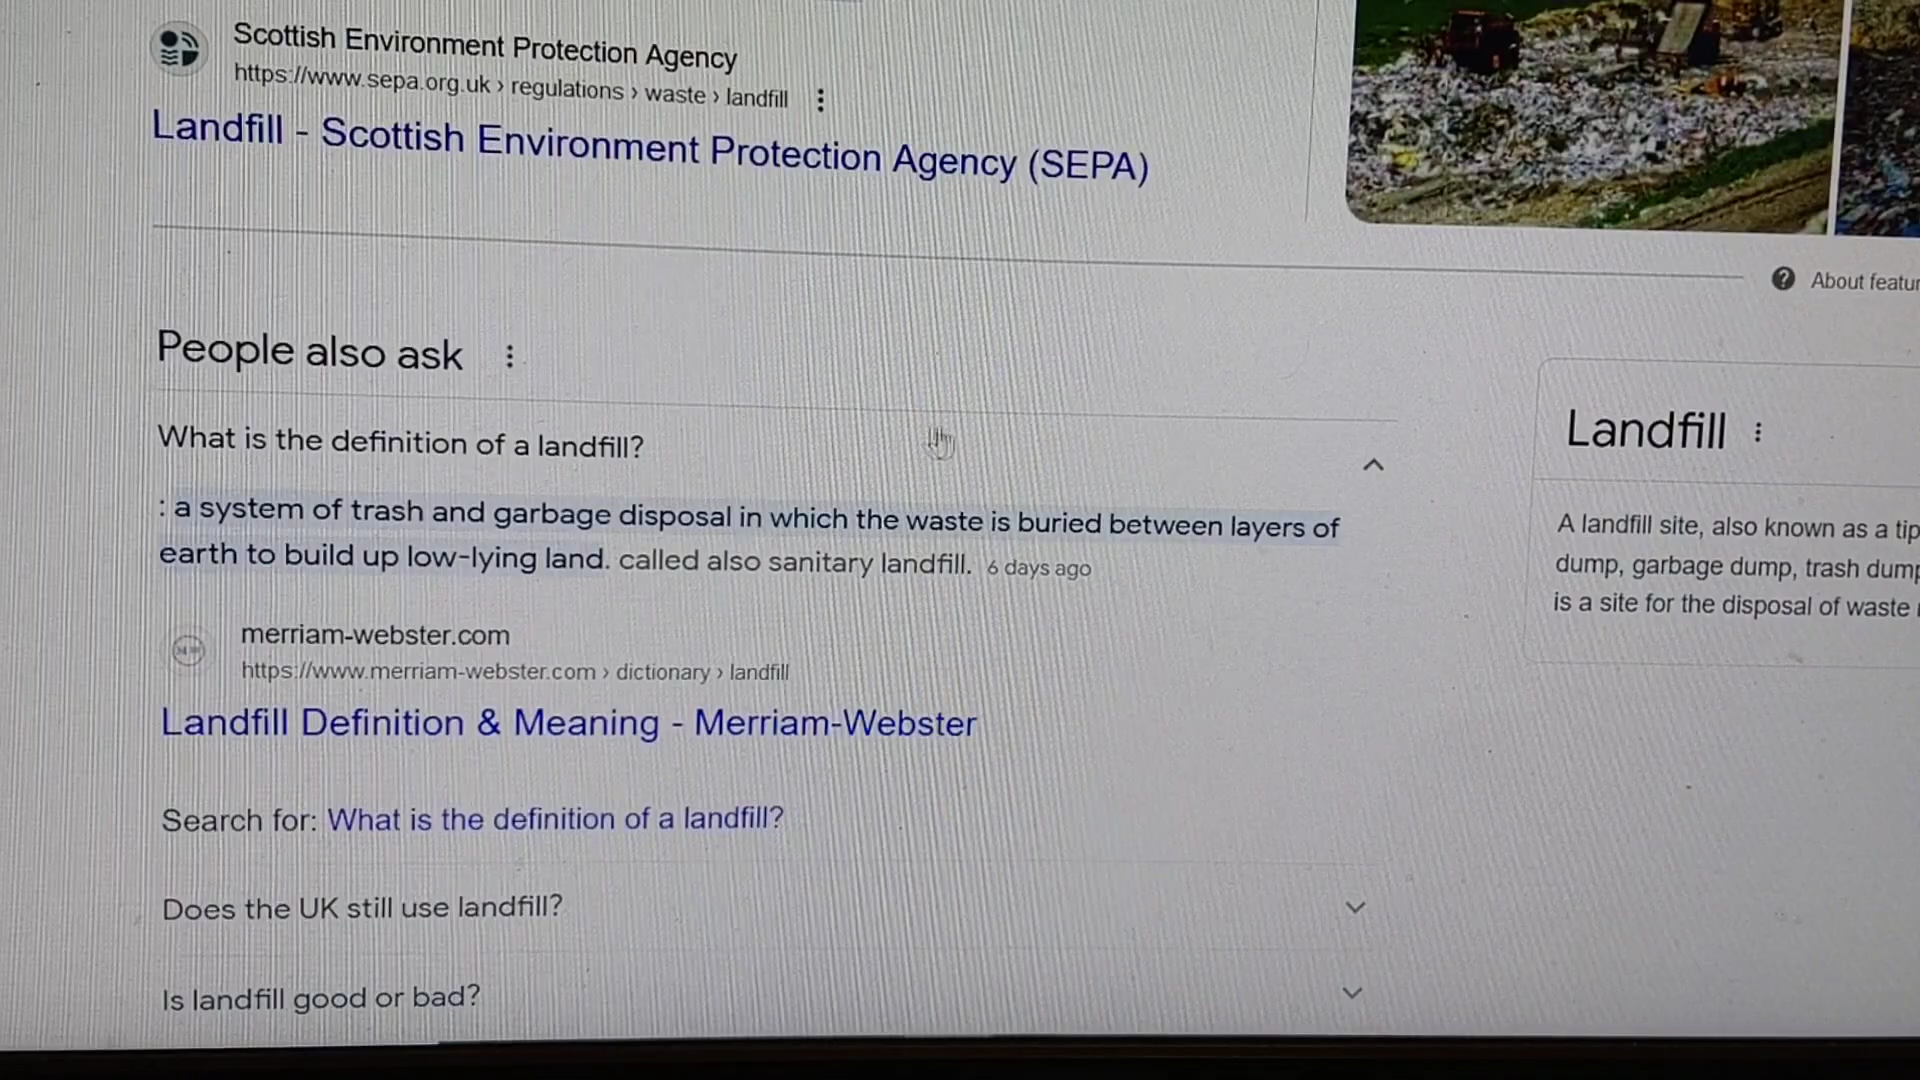 Scottish Environment Protection Agency
https://www.sepa.org.uk › regulations › waste › landfill
Landfill - Scottish Environment Protection Agency (SEPA)
About featur
People also ask
What is the definition of a landfill?
: a system of trash and garbage disposal in which the waste is buried between layers of
earth to build up low-lying land. called also sanitary landfill. 6 days ago
merriam-webster.com
https://www.merriam-webster.com › dictionary › landfill
Landfill Definition & Meaning - Merriam-Webster
Search for: What is the definition of a landfill?
Does the UK still use landfill?
Is landfill good or bad?
Landfill
A landfill site, also known as a tip
dump, garbage dump, trash dump
is a site for the disposal of waste